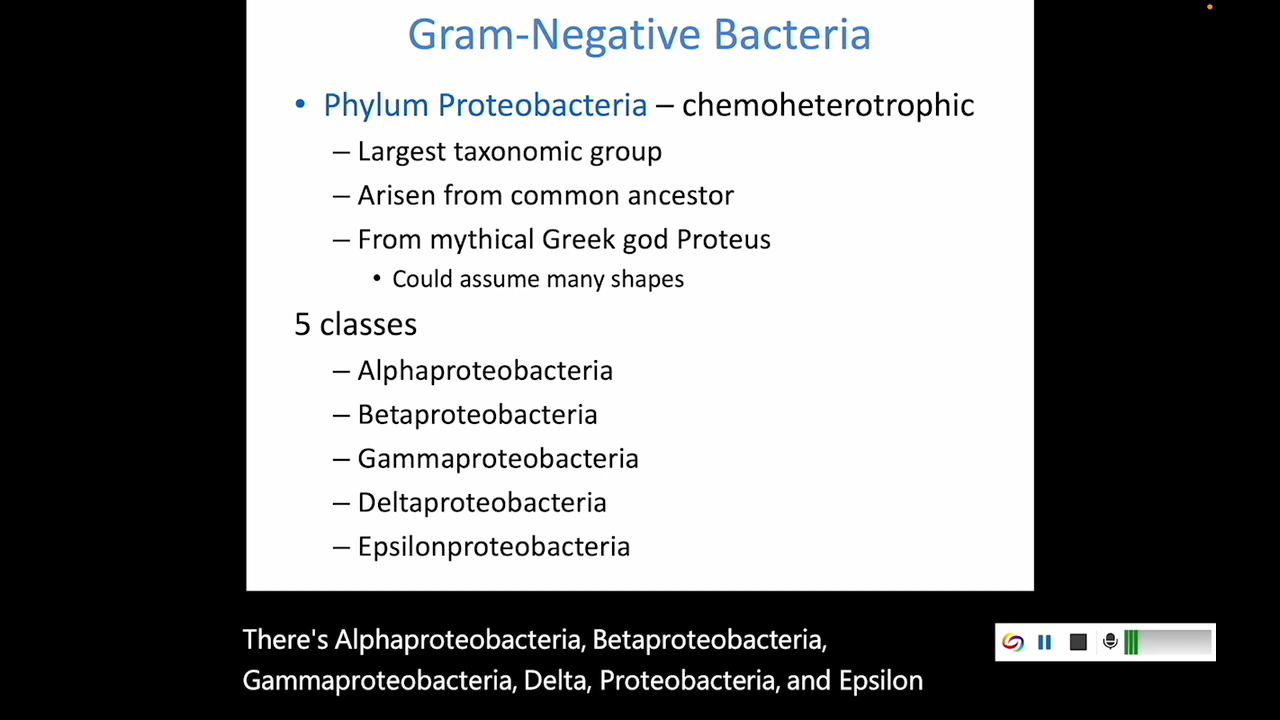 Gram-Negative Bacteria
• Phylum Proteobacteria – chemoheterotrophic
– Largest taxonomic group
– Arisen from common ancestor
– From mythical Greek god Proteus
• Could assume many shapes
5 classes
– Alphaproteobacteria
– Betaproteobacteria
– Gammaproteobacteria
– Deltaproteobacteria
– Epsilonproteobacteria
There's Alphaproteobacteria, Betaproteobacteria,
Gammaproteobacteria, Delta, Proteobacteria, and Epsilon